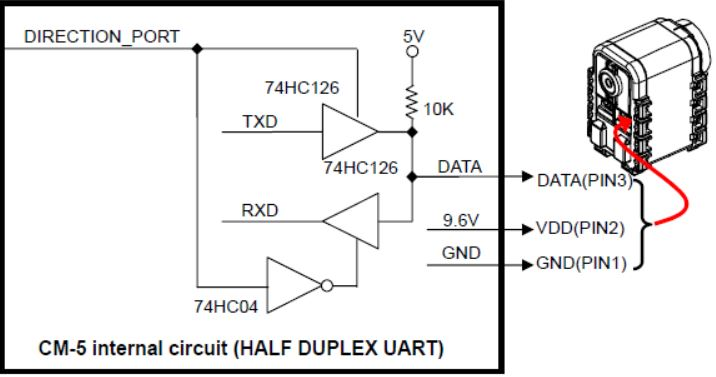 DIRECTION_PORT
5V
74HC126
10K
TXD
74HC126
DATA
DATA(PIN3)
RXD
9.6V
VDD(PIN2)
GND
GND(PIN1)
74HC04
CM-5 internal circuit (HALF DUPLEX UART)